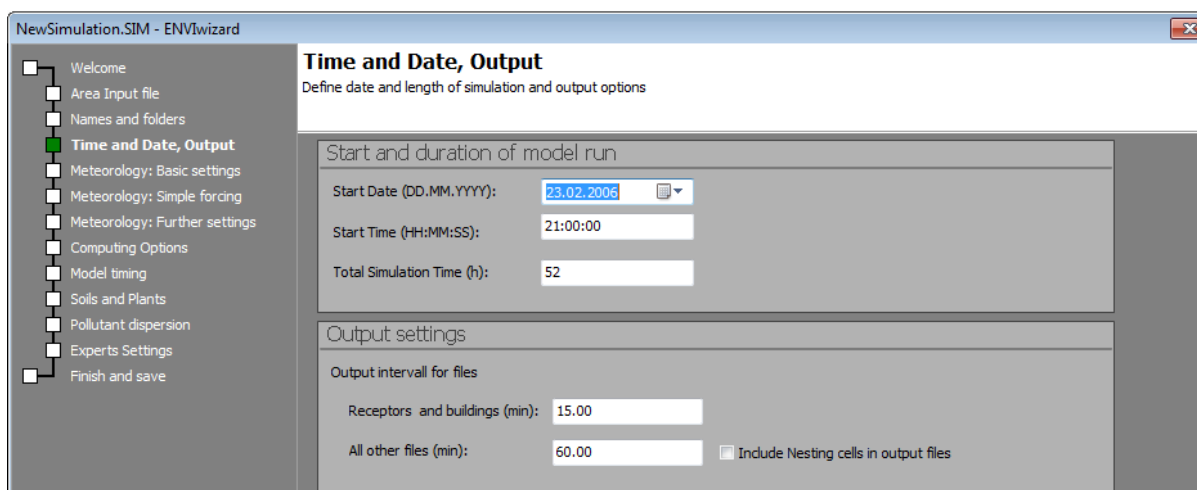 NewSimulation.SIM - ENVIwizard
Welcome
Area Input file
Names and folders
Time and Date, Output
Meteorology: Basic settings
Meteorology: Simple forcing
Meteorology: Further settings
Computing Options
Model timing
Soils and Plants
Pollutant dispersion
Experts Settings
Finish and save
Time and Date, Output
Define date and length of simulation and output options
Start and duration of model run
Start Date (DD.MM.YYYY): 23.02.2006
Start Time (HH:MM:SS): 21:00:00
Total Simulation Time (h): 52
Output settings
Output intervall for files
Receptors and buildings (min): 15.00
All other files (min): 60.00 Include Nesting cells in output files